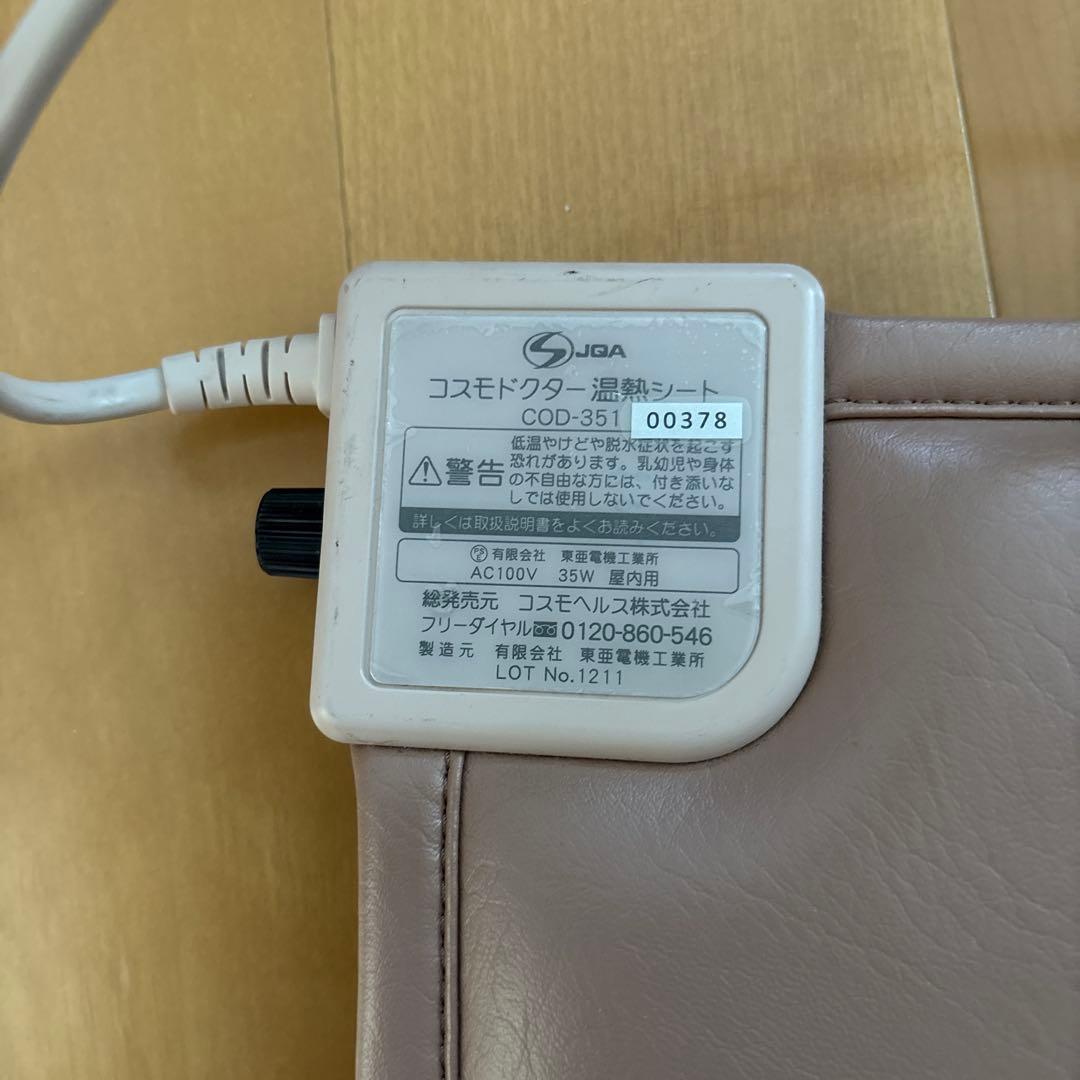 JQA
コスモドクター 温熱シート
COD-351 00378
警告
低温やけどや脱水症状を起こす
恐れがあります。乳幼児や身体
の不自由な方には、付き添いな
しでは使用しないでください。
詳しくは取扱説明書をよくお読みください。
PSE 有限会社 東亜電機工業所
AC100V 35W 屋内用
総発売元 コスモヘルス株式会社
フリーダイヤル 0120-860-546
製造元 有限会社 東亜電機工業所
LOT No.1211